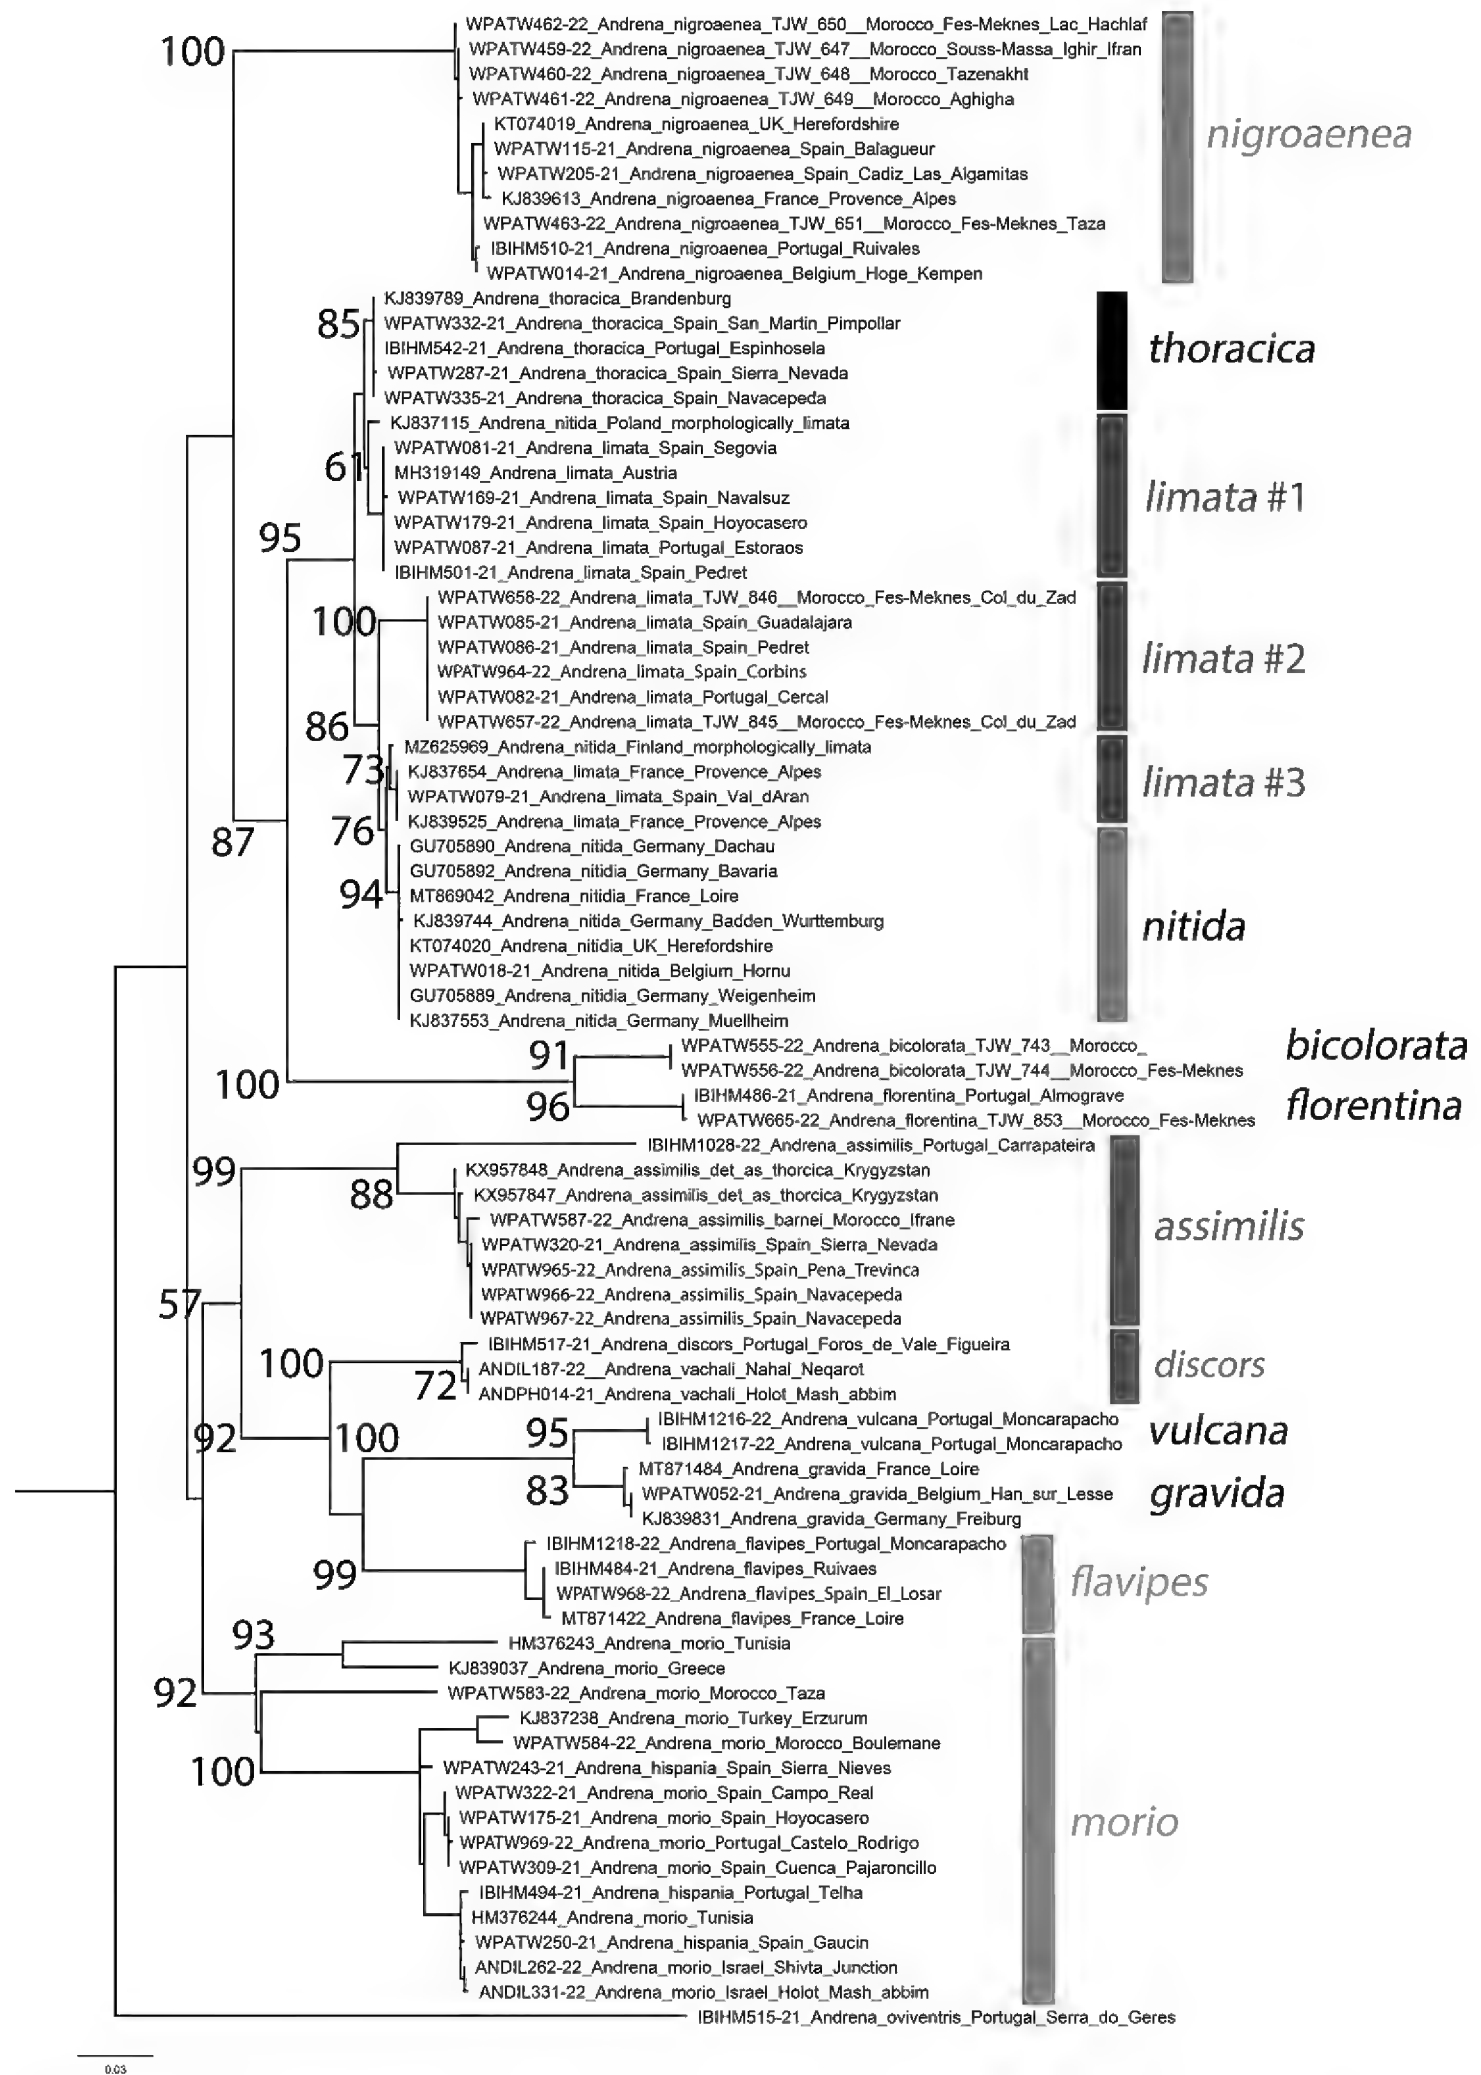 WPATW462-22_Andrena_nigroaenea_TJW_650__Morocco_Fes-Meknes_Lac_Hachlaf
100
WPATW459-22_Andrena_nigroaenea_TJW_647__Morocco_Souss-Massa_Ighir_Ifran
WPATW460-22_Andrena_nigroaenea_TJW_648__Morocco_Tazenakht
WPATW461-22_Andrena_nigroaenea_TJW_649__Morocco_Aghigha
KT074019_Andrena_nigroaenea_UK_Herefordshire
nigroaenea
WPATW115-21_Andrena_nigroaenea_Spain_Balagueur
WPATW205-21_Andrena_nigroaenea_Spain_Cadiz_Las_Algamitas
KJ839613_Andrena_nigroaenea_France_Provence_Alpes
WPATW463-22_Andrena_nigroaenea_TJW_651__Morocco_Fes-Meknes_Taza
IBIHM510-21_Andrena_nigroaenea_Portugal_Ruivales
WPATW014-21_Andrena_nigroaenea_Belgium_Hoge_Kempen
KJ839789_Andrena_thoracica_Brandenburg
85
WPATW332-21_Andrena_thoracica_Spain_San_Martin_Pimpollar
IBIHM542-21_Andrena_thoracica_Portugal_Espinhosela
thoracica
WPATW287-21_Andrena_thoracica_Spain_Sierra_Nevada
WPATW335-21_Andrena_thoracica_Spain_Navacepeda
KJ837115_Andrena_nitida_Poland_morphologically_limata
WPATW081-21_Andrena_limata_Spain_Segovia
61
MH319149_Andrena_limata_Austria
WPATW169-21_Andrena_limata_Spain_Navalsuz
limata #1
WPATW179-21_Andrena_limata_Spain_Hoyocasero
95
WPATW087-21_Andrena_limata_Portugal_Estoraos
IBIHM501-21_Andrena_limata_Spain_Pedret
WPATW658-22_Andrena_limata_TJW_846__Morocco_Fes-Meknes_Col_du_Zad
100
WPATW085-21_Andrena_limata_Spain_Guadalajara
WPATW086-21_Andrena_limata_Spain_Pedret
limata #2
WPATW964-22_Andrena_limata_Spain_Corbins
WPATW082-21_Andrena_limata_Portugal_Cercal
86
WPATW657-22_Andrena_limata_TJW_845__Morocco_Fes-Meknes_Col_du_Zad
MZ625969_Andrena_nitida_Finland_morphologically_limata
73
KJ837654_Andrena_limata_France_Provence_Alpes
limata #3
WPATW079-21_Andrena_limata_Spain_Val_dAran
KJ839525_Andrena_limata_France_Provence_Alpes
76
87
GU705890_Andrena_nitida_Germany_Dachau
GU705892_Andrena_nitidia_Germany_Bavaria
94
MT869042_Andrena_nitidia_France_Loire
KJ839744_Andrena_nitida_Germany_Badden_Wurttemburg
nitida
KT074020_Andrena_nitidia_UK_Herefordshire
WPATW018-21_Andrena_nitida_Belgium_Hornu
GU705889_Andrena_nitidia_Germany_Weigenheim
KJ837553_Andrena_nitida_Germany_Muellheim
91
WPATW555-22_Andrena_bicolorata_TJW_743__Morocco_
bicolorata
100
WPATW556-22_Andrena_bicolorata_TJW_744__Morocco_Fes-Meknes
96
IBIHM486-21_Andrena_florentina_Portugal_Almograve
florentina
WPATW665-22_Andrena_florentina_TJW_853__Morocco_Fes-Meknes
IBIHM1028-22_Andrena_assimilis_Portugal_Carrapateira
99
KX957848_Andrena_assimilis_det_as_thorcica_Krygyzstan
88
KX957847_Andrena_assimilis_det_as_thorcica_Krygyzstan
WPATW587-22_Andrena_assimilis_barnei_Morocco_Ifrane
assimilis
WPATW320-21_Andrena_assimilis_Spain_Sierra_Nevada
WPATW965-22_Andrena_assimilis_Spain_Pena_Trevinca
57
WPATW966-22_Andrena_assimilis_Spain_Navacepeda
WPATW967-22_Andrena_assimilis_Spain_Navacepeda
IBIHM517-21_Andrena_discors_Portugal_Foros_de_Vale_Figueira
100
ANDIL187-22__Andrena_vachali_Nahal_Neqarot
discors
72
ANDPH014-21_Andrena_vachali_Holot_Mash_abbim
IBIHM1216-22_Andrena_vulcana_Portugal_Moncarapacho
92
100
95
vulcana
IBIHM1217-22_Andrena_vulcana_Portugal_Moncarapacho
MT871484_Andrena_gravida_France_Loire
83
WPATW052-21_Andrena_gravida_Belgium_Han_sur_Lesse
gravida
KJ839831_Andrena_gravida_Germany_Freiburg
IBIHM1218-22_Andrena_flavipes_Portugal_Moncarapacho
99
IBIHM484-21_Andrena_flavipes_Ruivaes
flavipes
WPATW968-22_Andrena_flavipes_Spain_El_Losar
MT871422_Andrena_flavipes_France_Loire
93
HM376243_Andrena_morio_Tunisia
KJ839037_Andrena_morio_Greece
92
WPATW583-22_Andrena_morio_Morocco_Taza
KJ837238_Andrena_morio_Turkey_Erzurum
WPATW584-22_Andrena_morio_Morocco_Boulemane
100
WPATW243-21_Andrena_hispania_Spain_Sierra_Nieves
WPATW322-21_Andrena_morio_Spain_Campo_Real
WPATW175-21_Andrena_morio_Spain_Hoyocasero
morio
WPATW969-22_Andrena_morio_Portugal_Castelo_Rodrigo
WPATW309-21_Andrena_morio_Spain_Cuenca_Pajaroncillo
IBIHM494-21_Andrena_hispania_Portugal_Telha
HM376244_Andrena_morio_Tunisia
WPATW250-21_Andrena_hispania_Spain_Gaucin
ANDIL262-22_Andrena_morio_Israel_Shivta_Junction
ANDIL331-22_Andrena_morio_Israel_Holot_Mash_abbim
IBIHM515-21_Andrena_oviventris_Portugal_Serra_do_Geres
0.03